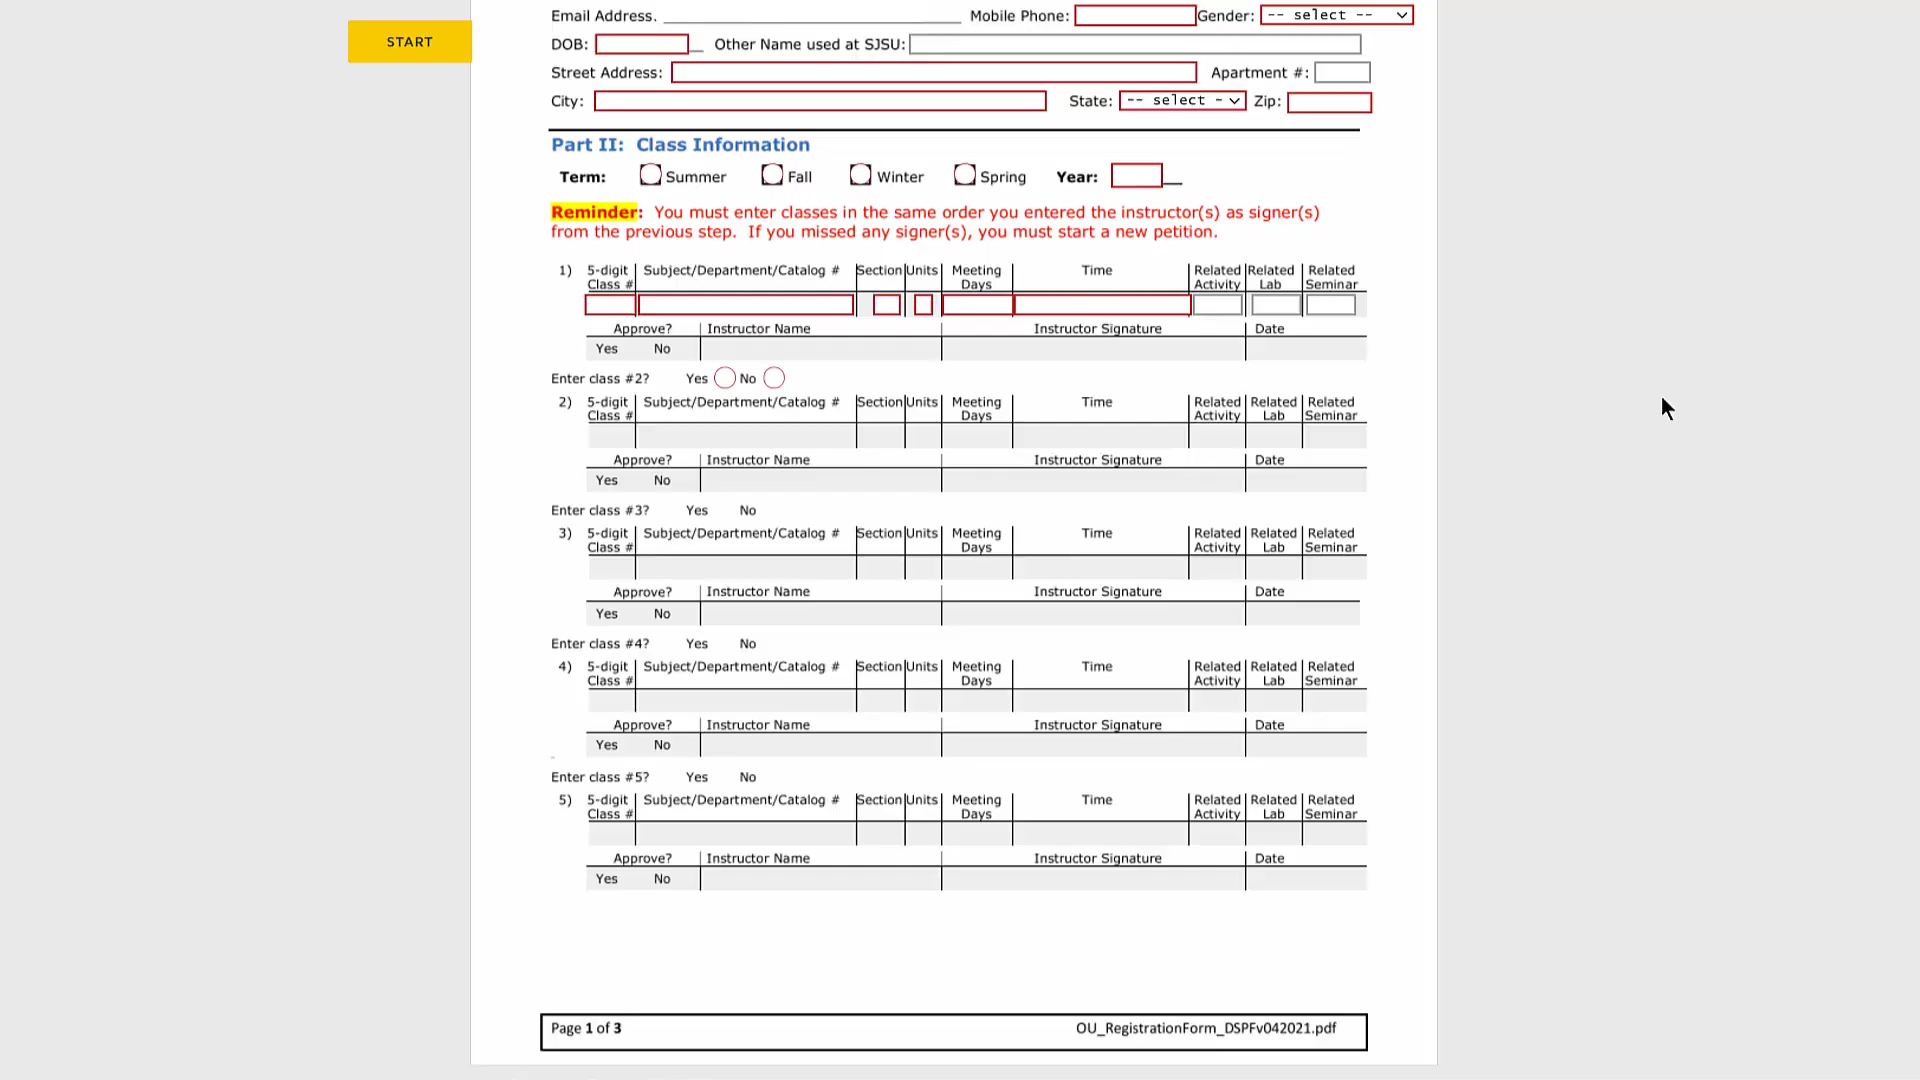 START
Email Address. Mobile Phone: Gender: -- select --
DOB: Other Name used at SJSU:
Street Address: Apartment #:
City: State: -- select - Zip:
Part II: Class Information
Term: Summer Fall Winter Spring Year:
Reminder: You must enter classes in the same order you entered the instructor(s) as signer(s)
from the previous step. If you missed any signer(s), you must start a new petition.
1) 5-digit Subject/Department/Catalog # Section Units Meeting Time Related Related Related
Class # Days Activity Lab Seminar
Approve? Instructor Name Instructor Signature Date
Yes No
Enter class #2? Yes No
2) 5-digit Subject/Department/Catalog # Section Units Meeting Time Related Related Related
Class # Days Activity Lab Seminar
Approve? Instructor Name Instructor Signature Date
Yes No
Enter class #3? Yes No
3) 5-digit Subject/Department/Catalog # Section Units Meeting Time Related Related Related
Class # Days Activity Lab Seminar
Approve? Instructor Name Instructor Signature Date
Yes No
Enter class #4? Yes No
4) 5-digit Subject/Department/Catalog # Section Units Meeting Time Related Related Related
Class # Days Activity Lab Seminar
Approve? Instructor Name Instructor Signature Date
Yes No
Enter class #5? Yes No
5) 5-digit Subject/Department/Catalog # Section Units Meeting Time Related Related Related
Class # Days Activity Lab Seminar
Approve? Instructor Name Instructor Signature Date
Yes No
Page 1 of 3 OU_RegistrationForm_DSPFv042021.pdf